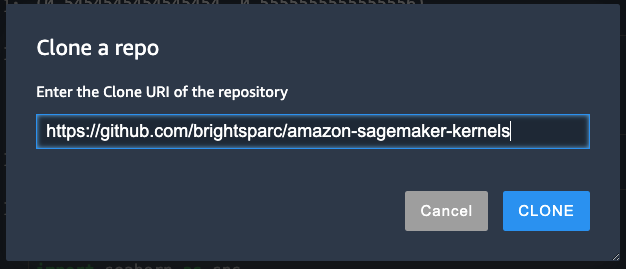 Clone a repo
Enter the Clone URI of the repository
https://github.com/brightsparc/amazon-sagemaker-kernels
Cancel
CLONE